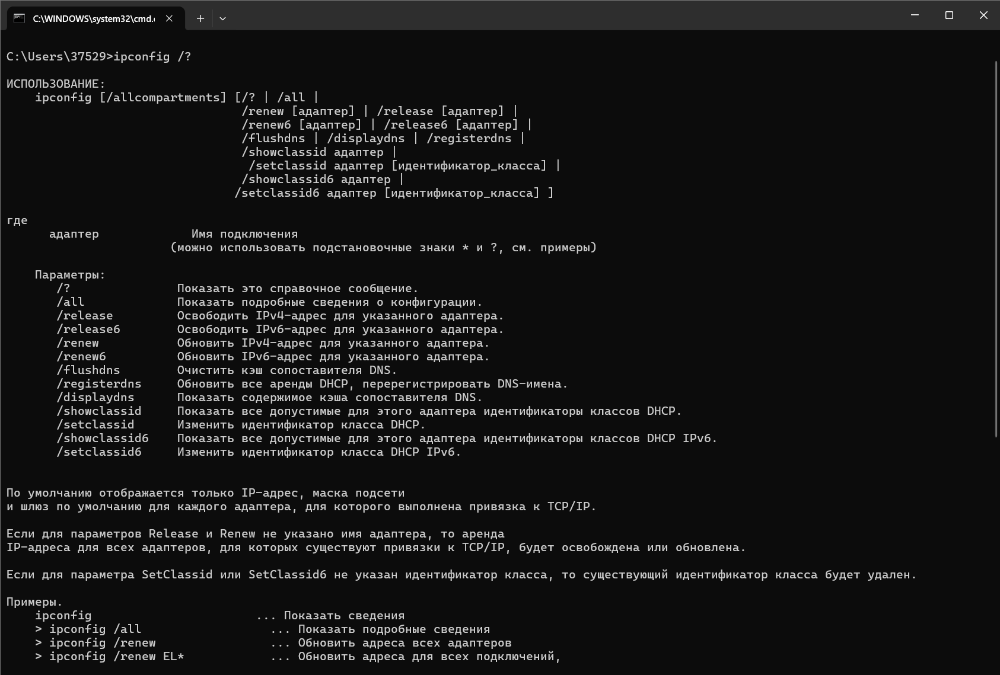 C:\WINDOWS\system32\cmd.
C:\Users\37529>ipconfig /?
ИСПОЛЬЗОВАНИЕ:
ipconfig [/allcompartments] [/? | /all |
/renew [адаптер] | /release [адаптер] |
/renew6 [адаптер] | /release6 [адаптер] |
/flushdns | /displaydns | /registerdns |
/showclassid адаптер |
/setclassid адаптер [идентификатор_класса] |
/showclassid6 адаптер |
/setclassid6 адаптер [идентификатор_класса] ]
где
адаптер Имя подключения
(можно использовать подстановочные знаки * и ?, см. примеры)
Параметры:
/? Показать это справочное сообщение.
/all Показать подробные сведения о конфигурации.
/release Освободить IPv4-адрес для указанного адаптера.
/release6 Освободить IPv6-адрес для указанного адаптера.
/renew Обновить IPv4-адрес для указанного адаптера.
/renew6 Обновить IPv6-адрес для указанного адаптера.
/flushdns Очистить кэш сопоставителя DNS.
/registerdns Обновить все аренды DHCP, перерегистрировать DNS-имена.
/displaydns Показать содержимое кэша сопоставителя DNS.
/showclassid Показать все допустимые для этого адаптера идентификаторы классов DHCP.
/setclassid Изменить идентификатор класса DHCP.
/showclassid6 Показать все допустимые для этого адаптера идентификаторы классов DHCP IPv6.
/setclassid6 Изменить идентификатор класса DHCP IPv6.
По умолчанию отображается только IP-адрес, маска подсети
и шлюз по умолчанию для каждого адаптера, для которого выполнена привязка к TCP/IP.
Если для параметров Release и Renew не указано имя адаптера, то аренда
IP-адреса для всех адаптеров, для которых существуют привязки к TCP/IP, будет освобождена или обновлена.
Если для параметра SetClassid или SetClassid6 не указан идентификатор класса, то существующий идентификатор класса будет удален.
Примеры.
ipconfig ... Показать сведения
> ipconfig /all ... Показать подробные сведения
> ipconfig /renew ... Обновить адреса всех адаптеров
> ipconfig /renew EL* ... Обновить адреса для всех подключений,